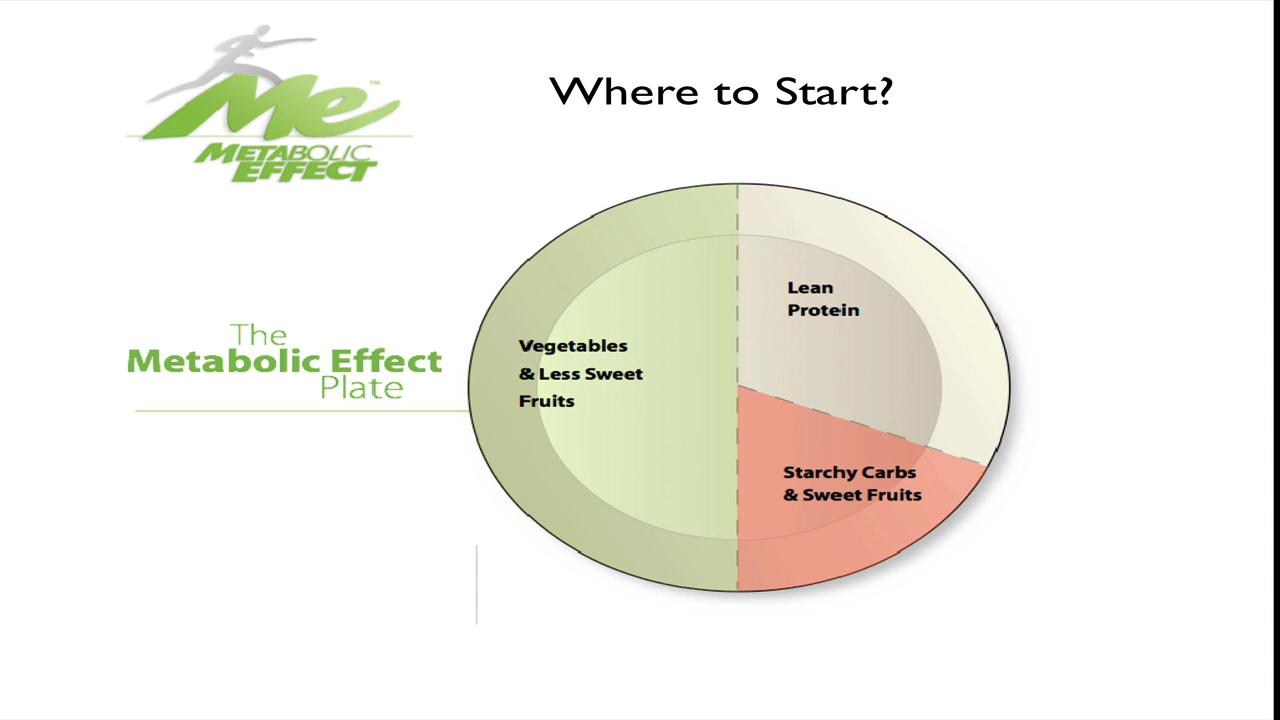 Me™
METABOLIC
EFFECT
Where to Start?
The
Metabolic Effect
Plate
Vegetables
& Less Sweet
Fruits
Lean
Protein
Starchy Carbs
& Sweet Fruits